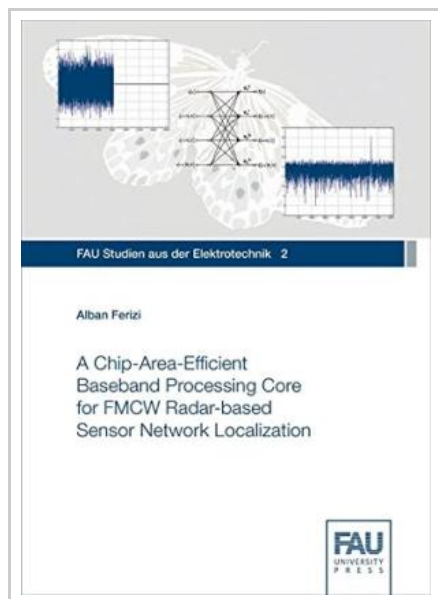 FAU Studien aus der Elektrotechnik 2
Alban Ferizi
A Chip-Area-Efficient
Baseband Processing Core
for FMCW Radar-based
Sensor Network Localization
FAU
UNIVERSITY
PRESS